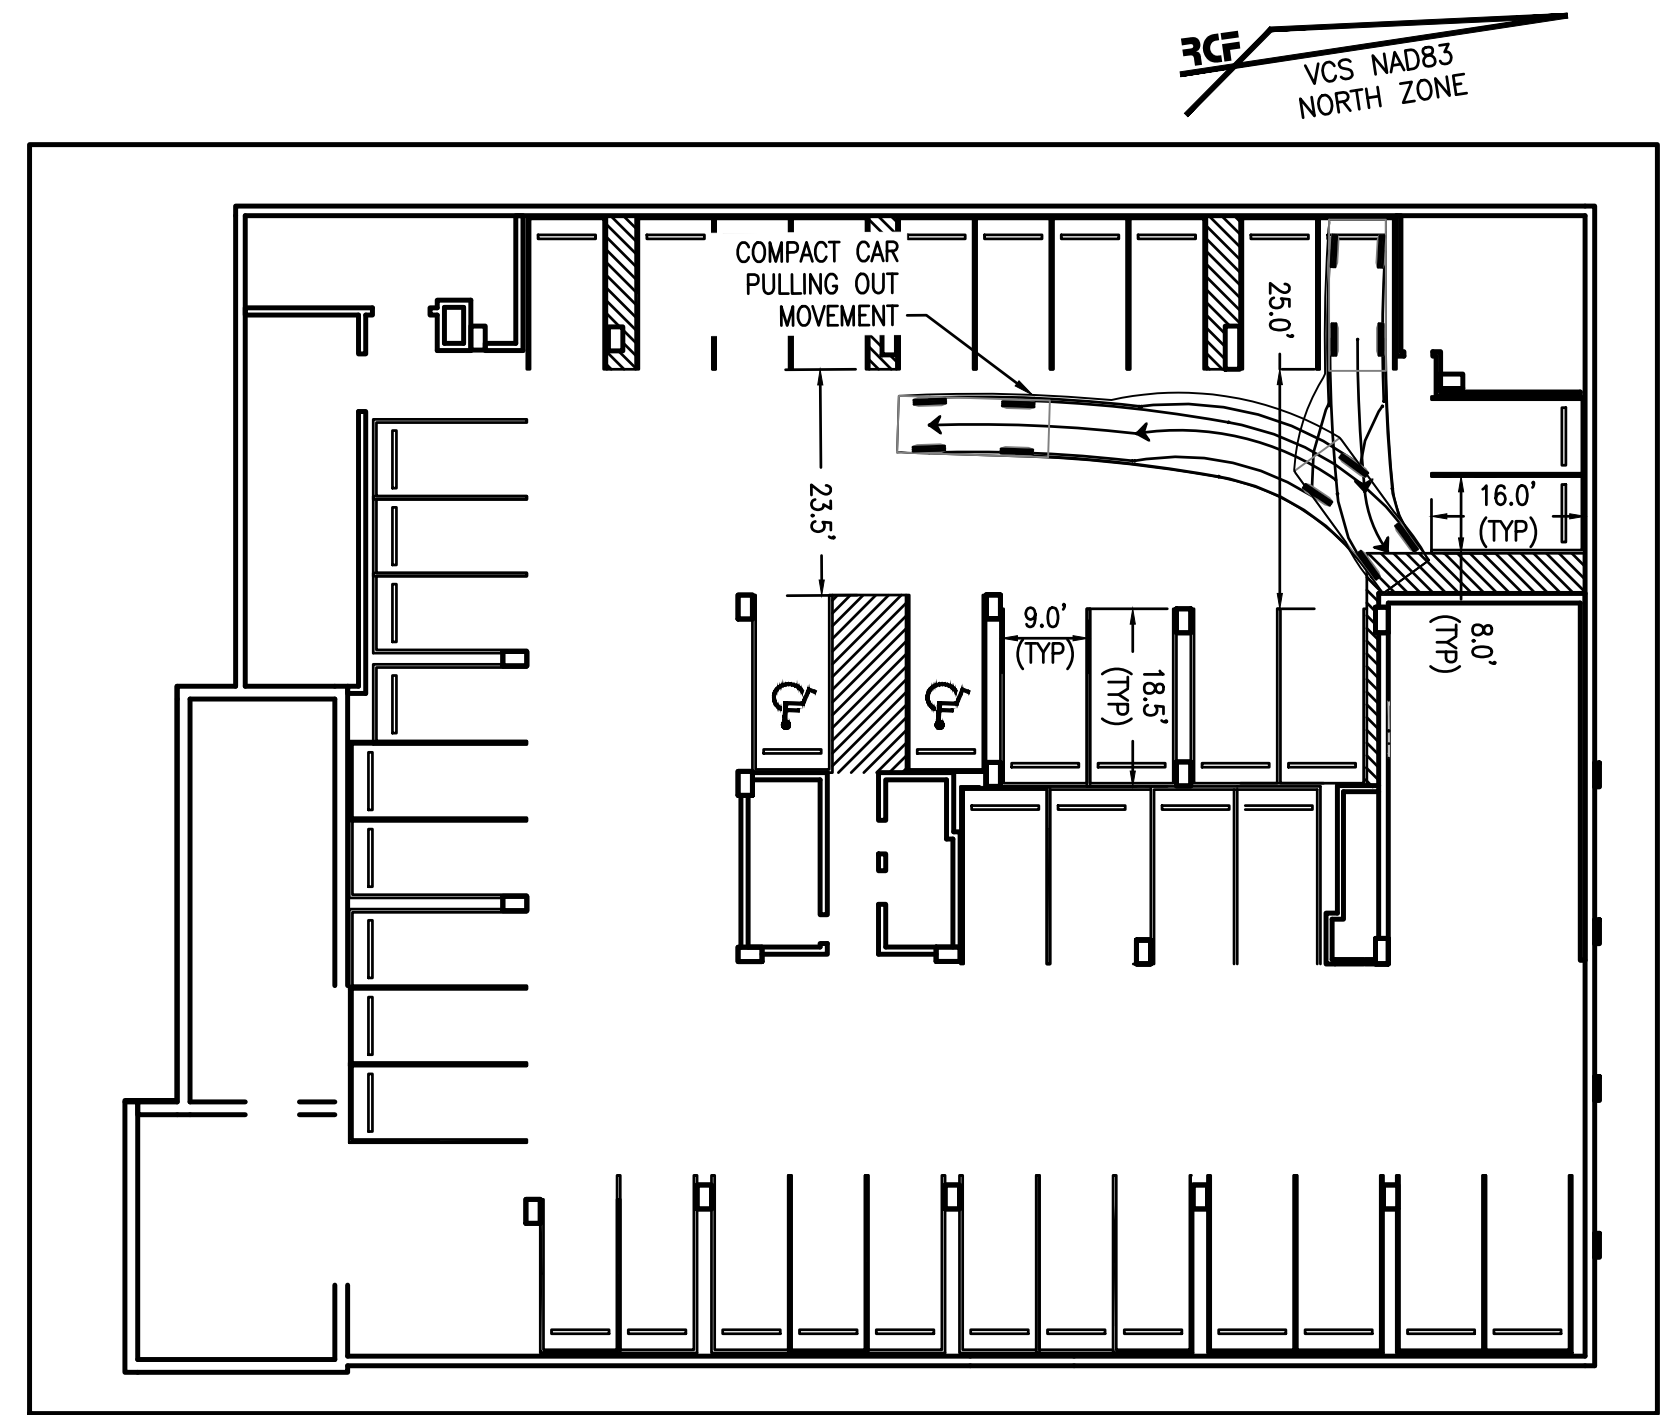 RCF
VCS NAD83
NORTH ZONE
COMPACT CAR
PULLING OUT
MOVEMENT
25.0'
23.5'
16.0'
(TYP)
9.0'
(TYP)
18.5'
(TYP)
8.0'
(TYP)